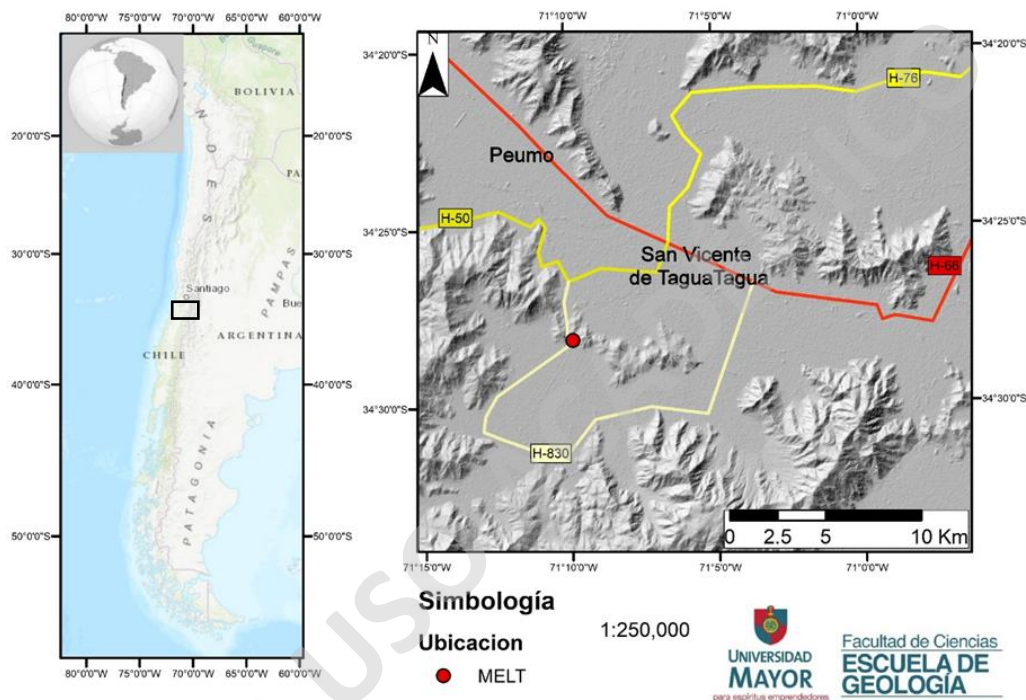 80°0'0"W 75°0'0"W 70°0'0"W 65°0'0"W 60°0'0"W
Guaspore
BOLIVIA
N
D
E
S
PA
20°0'0"S 20°0'0"S
30°0'0"S 30°0'0"S
Santiago
PAMPAS
Bue
ARGENTINA
CHILE
40°0'0"S 40°0'0"S
PATAGONIA
50°0'0"S 50°0'0"S
80°0'0"W 75°0'0"W 70°0'0"W 65°0'0"W 60°0'0"W
71°10'0"W 71°5'0"W 71°0'0"W
N
34°20'0"S 34°20'0"S
H-76
Peumo
H-50
34°25'0"S 34°25'0"S
San Vicente
de TaguaTagua
H-66
34°30'0"S 34°30'0"S
H-830
0 2.5 5 10 Km
71°15'0"W 71°10'0"W 71°5'0"W 71°0'0"W
Simbología
Ubicacion
MELT
1:250,000
UNIVERSIDAD
MAYOR
para espíritus emprendedores
Facultad de Ciencias
ESCUELA DE
GEOLOGÍA